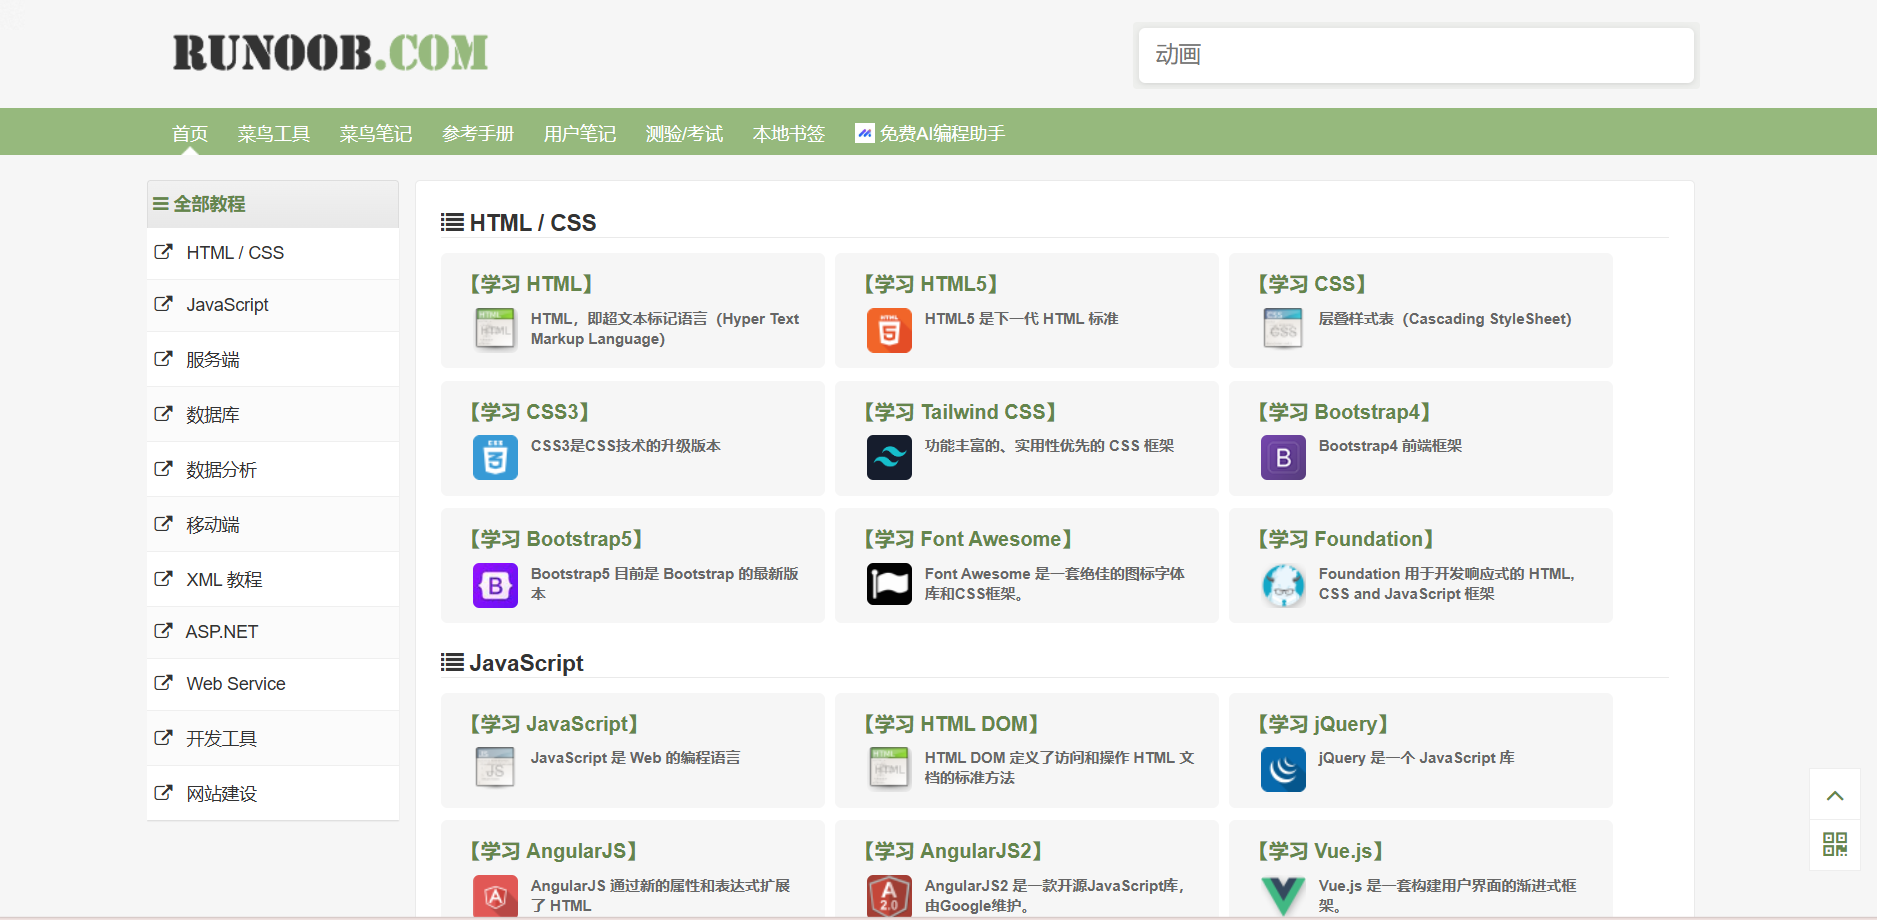 RUNOOB.COM
动画
首页 菜鸟工具 菜鸟笔记 参考手册 用户笔记 测验/考试 本地书签 免费AI编程助手
全部教程
HTML / CSS
JavaScript
服务端
数据库
数据分析
移动端
XML 教程
ASP.NET
Web Service
开发工具
网站建设
HTML / CSS
【学习 HTML】
HTML
HTML
HTML，即超文本标记语言（Hyper Text
Markup Language)
【学习 HTML5】
HTML
5
HTML5 是下一代 HTML 标准
【学习 CSS】
CSS
CSS
层叠样式表（Cascading StyleSheet)
【学习 CSS3】
CSS
3
CSS3是CSS技术的升级版本
【学习 Tailwind CSS】
功能丰富的、实用性优先的 CSS 框架
【学习 Bootstrap4】
B
Bootstrap4 前端框架
【学习 Bootstrap5】
B
Bootstrap5 目前是 Bootstrap 的最新版
本
【学习 Font Awesome】
Font Awesome 是一套绝佳的图标字体
库和CSS框架。
【学习 Foundation】
Foundation 用于开发响应式的 HTML,
CSS and JavaScript 框架
JavaScript
【学习 JavaScript】
JS
JS
JavaScript 是 Web 的编程语言
【学习 HTML DOM】
HTML
HTML
HTML DOM 定义了访问和操作 HTML 文
档的标准方法
【学习 jQuery】
jQuery 是一个 JavaScript 库
【学习 AngularJS】
A
AngularJS 通过新的属性和表达式扩展
了 HTML
【学习 AngularJS2】
A
2.0
AngularJS2 是一款开源JavaScript库，
由Google维护。
【学习 Vue.js】
Vue.js 是一套构建用户界面的渐进式框
架。